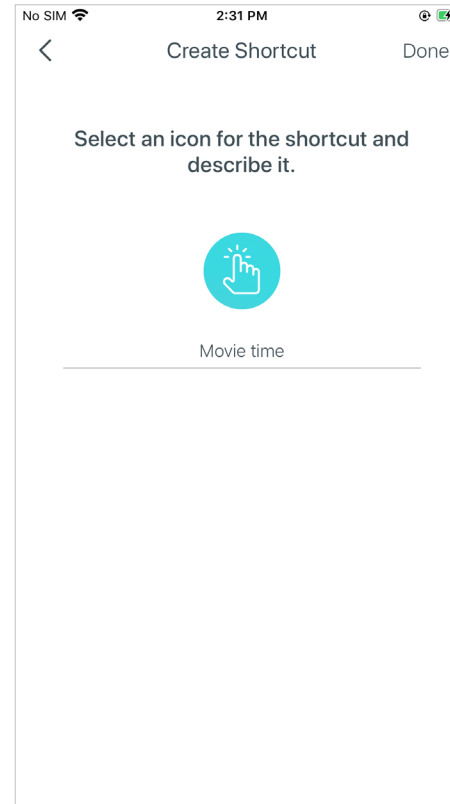 No SIM 2:31 PM
Create Shortcut Done
Select an icon for the shortcut and
describe it.
Movie time